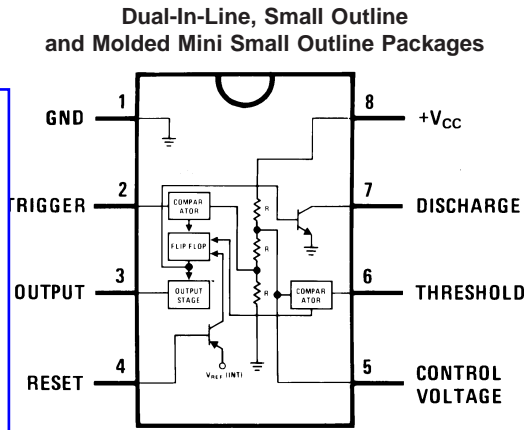 Dual-In-Line, Small Outline
and Molded Mini Small Outline Packages
1
GND
8
+VCC
2
TRIGGER
COMPAR
ATOR
R
7
DISCHARGE
FLIP FLOP
R
3
OUTPUT
OUTPUT
STAGE
R
COMPAR
ATOR
6
THRESHOLD
4
RESET
VREF (INT)
5
CONTROL
VOLTAGE